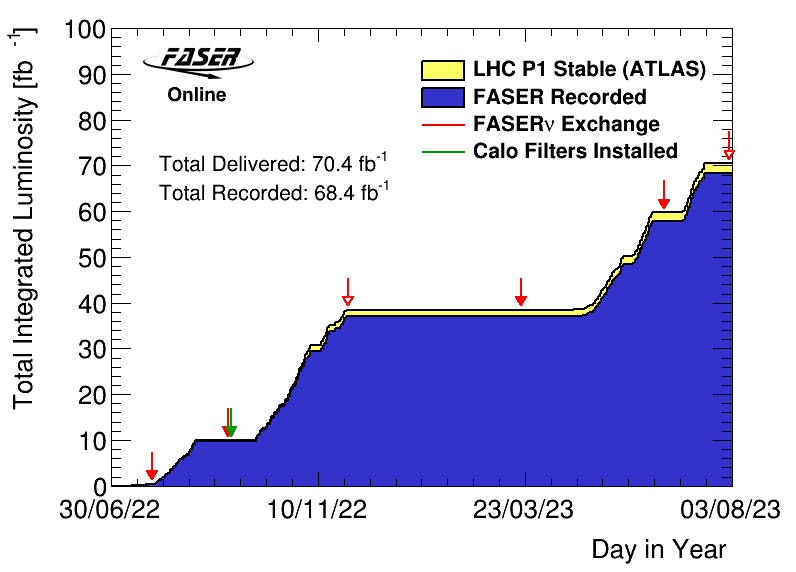 Total Integrated Luminosity [fb⁻¹]
100
90
80
70
60
50
40
30
20
10
0
FASER
Online
Total Delivered: 70.4 fb⁻¹
Total Recorded: 68.4 fb⁻¹
LHC P1 Stable (ATLAS)
FASER Recorded
FASERν Exchange
Calo Filters Installed
30/06/22 10/11/22 23/03/23 03/08/23
Day in Year